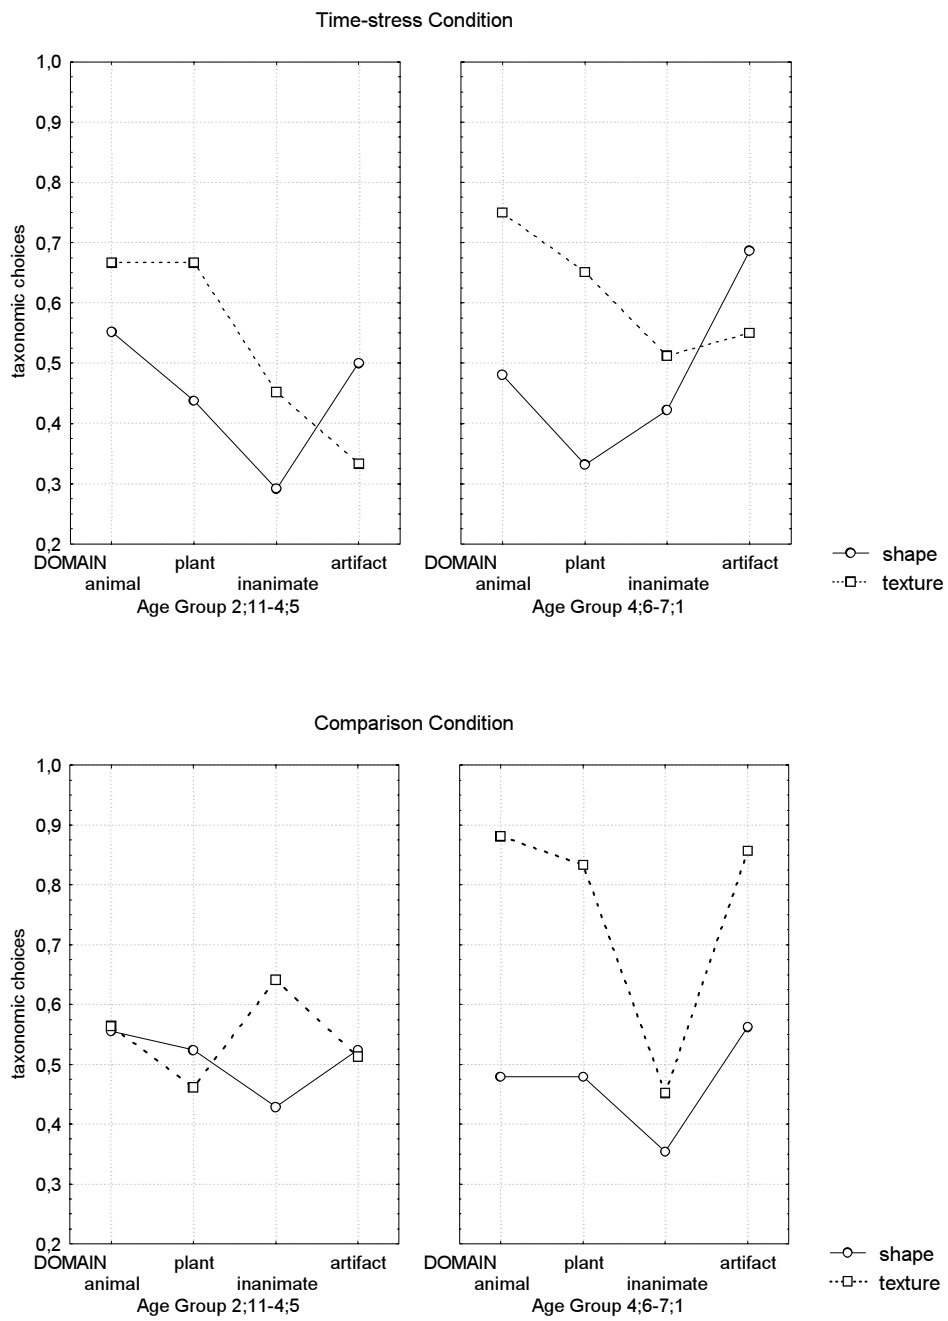 Time-stress Condition
1,0
0,9
0,8
0,7
0,6
0,5
0,4
0,3
0,2
taxonomic choices
DOMAIN plant artifact DOMAIN plant artifact
animal inanimate animal inanimate
Age Group 2;11-4;5 Age Group 4;6-7;1
shape
texture
Comparison Condition
1,0
0,9
0,8
0,7
0,6
0,5
0,4
0,3
0,2
taxonomic choices
DOMAIN plant artifact DOMAIN plant artifact
animal inanimate animal inanimate
Age Group 2;11-4;5 Age Group 4;6-7;1
shape
texture